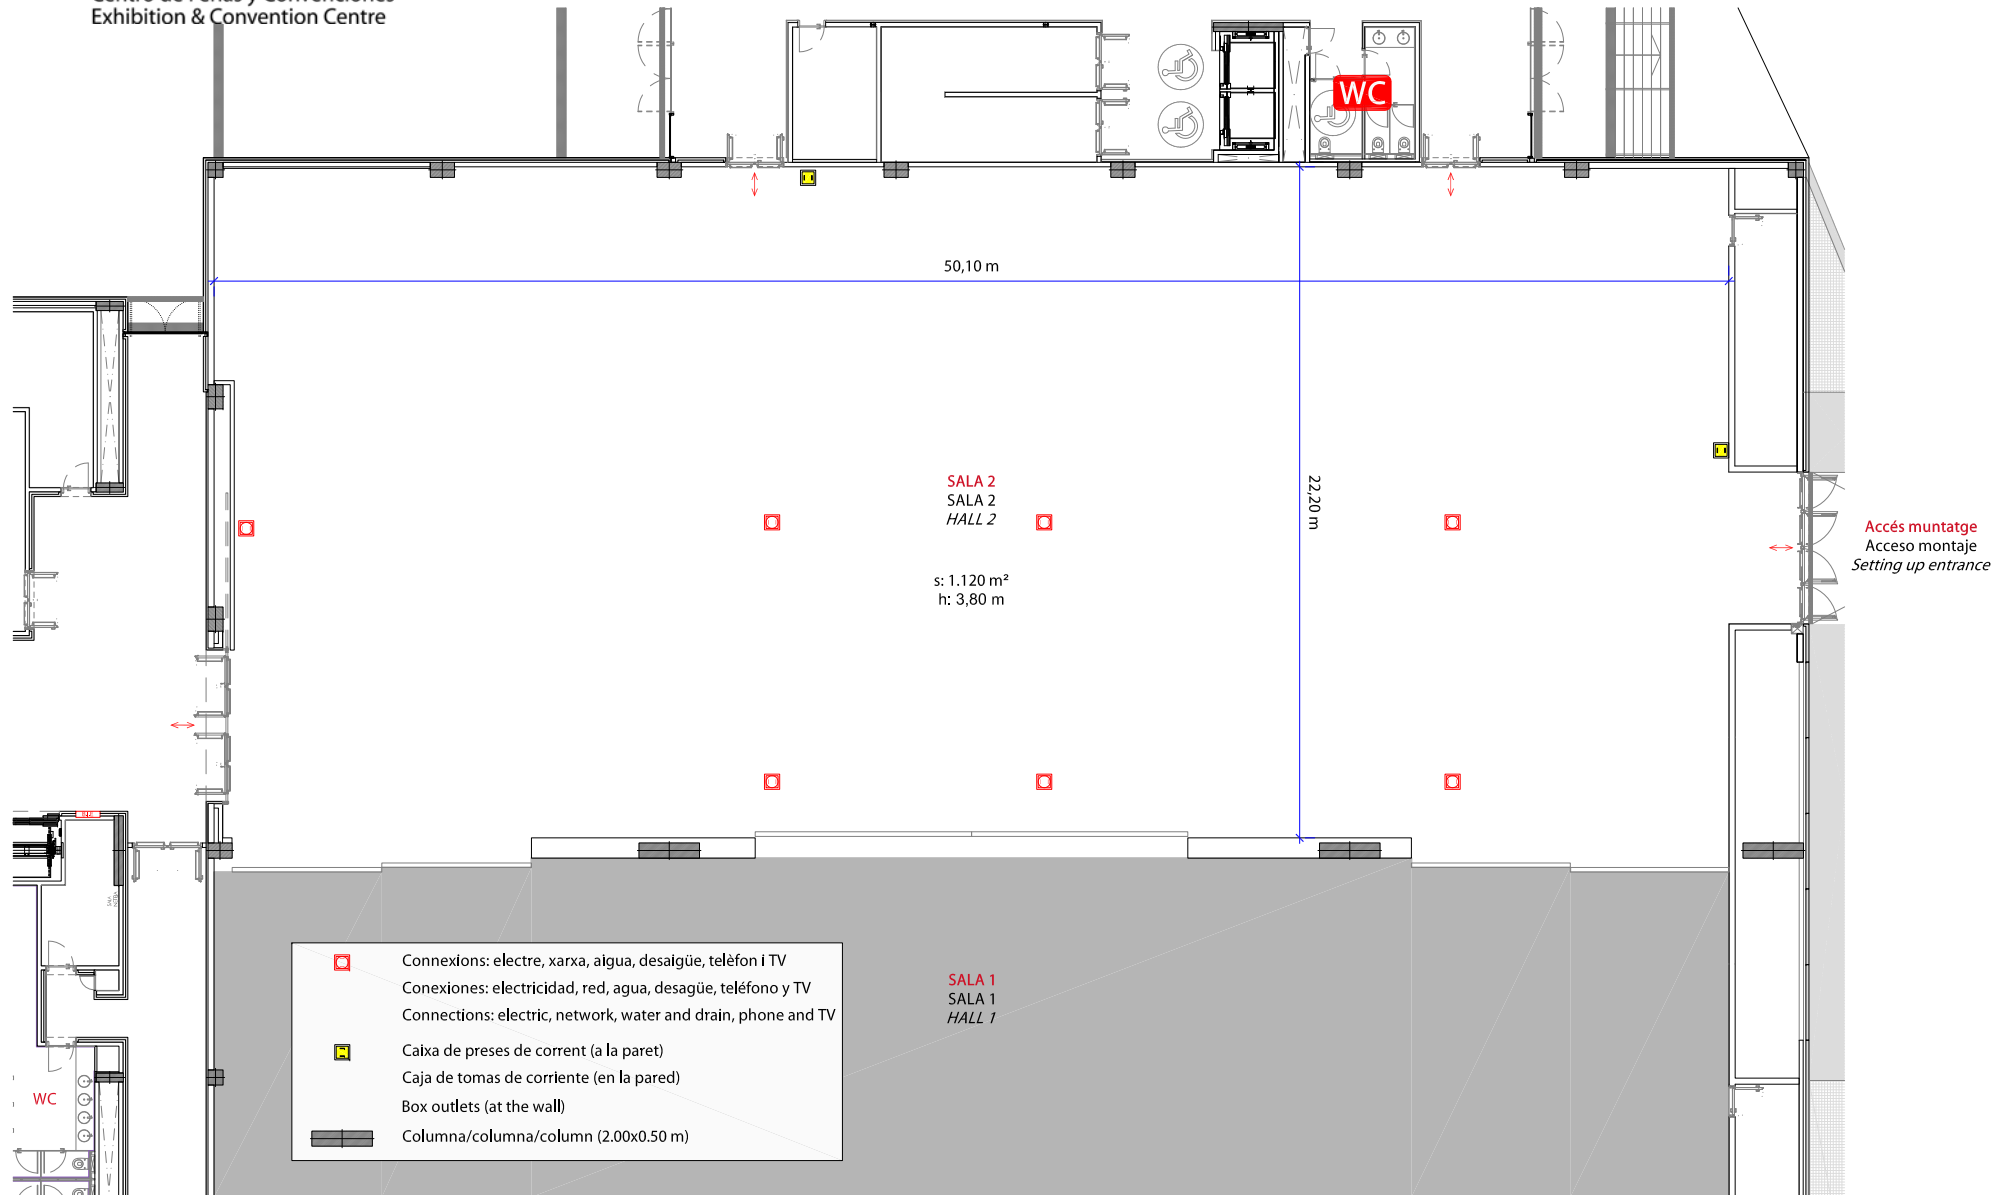 Centro de Ferias y Convenciones
Exhibition & Convention Centre
WC
50,10 m
22,20 m
SALA 2
SALA 2
HALL 2
s: 1.120 m²
h: 3,80 m
Accés muntatge
Acceso montaje
Setting up entrance
SALA 1
SALA 1
HALL 1
Connexions: electre, xarxa, aigua, desaigüe, telèfon i TV
Conexiones: electricidad, red, agua, desagüe, teléfono y TV
Connections: electric, network, water and drain, phone and TV
Caixa de preses de corrent (a la paret)
Caja de tomas de corriente (en la pared)
Box outlets (at the wall)
Columna/columna/column (2.00x0.50 m)
WC